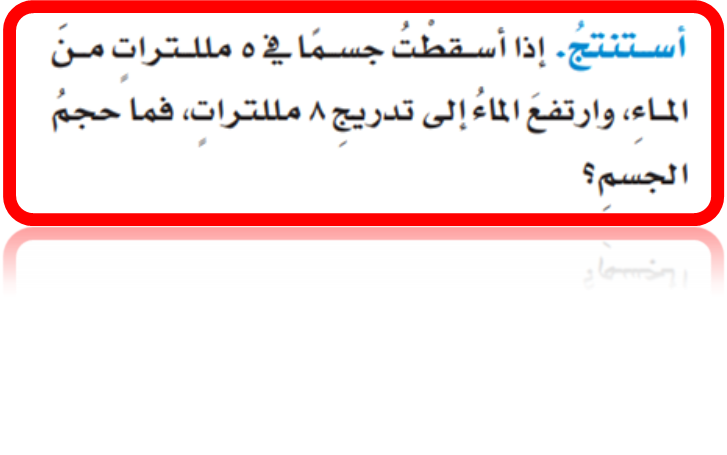 أستنتجُ. إذا أسقطْتُ جسمًا في ٥ مللتراتٍ منَ
الماءِ، وارتفعَ الماءُ إلى تدريجِ ٨ مللتراتٍ، فما حجمُ
الجسمِ؟